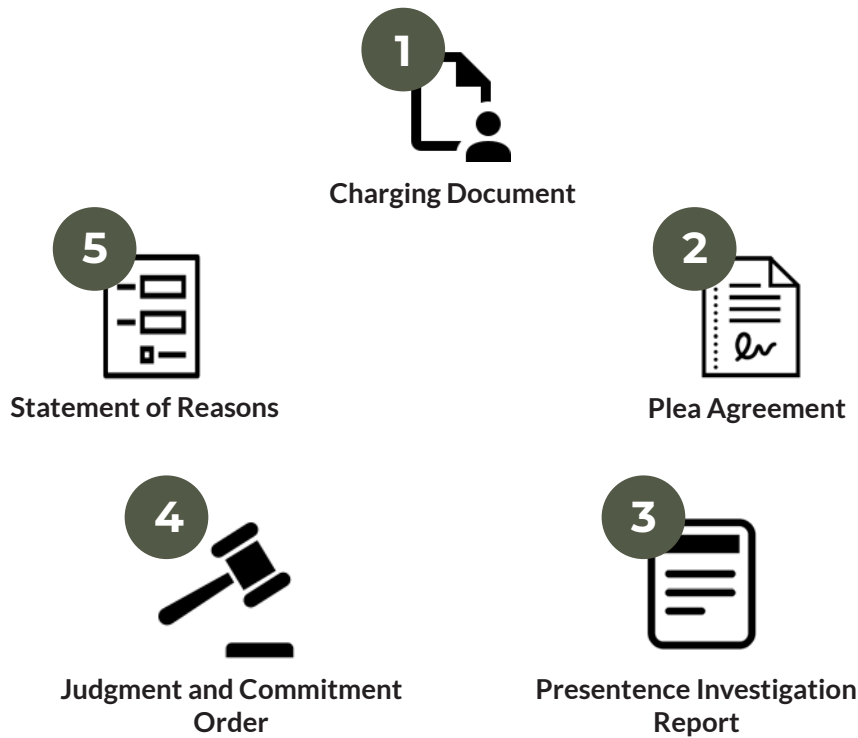 1
Charging Document
2
Plea Agreement
3
Presentence Investigation
Report
4
Judgment and Commitment
Order
5
Statement of Reasons